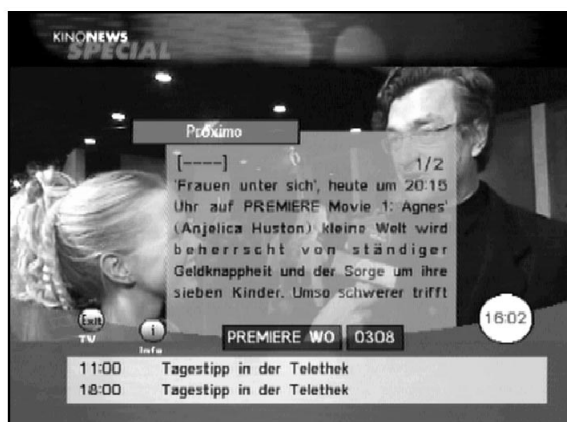 KINONEWS
SPECIAL
Próximo
[----] 1/2
'Frauen unter sich', heute um 20:15
Uhr auf PREMIERE Movie 1: Agnes'
(Anjelica Huston) kleine Welt wird
beherrscht von ständiger
Geldknappheit und der Sorge um ihre
sieben Kinder. Umso schwerer trifft
Exit
TV
i
Info
PREMIERE WO 0308
16:02
11:00 Tagestipp in der Telethek
18:00 Tagestipp in der Telethek